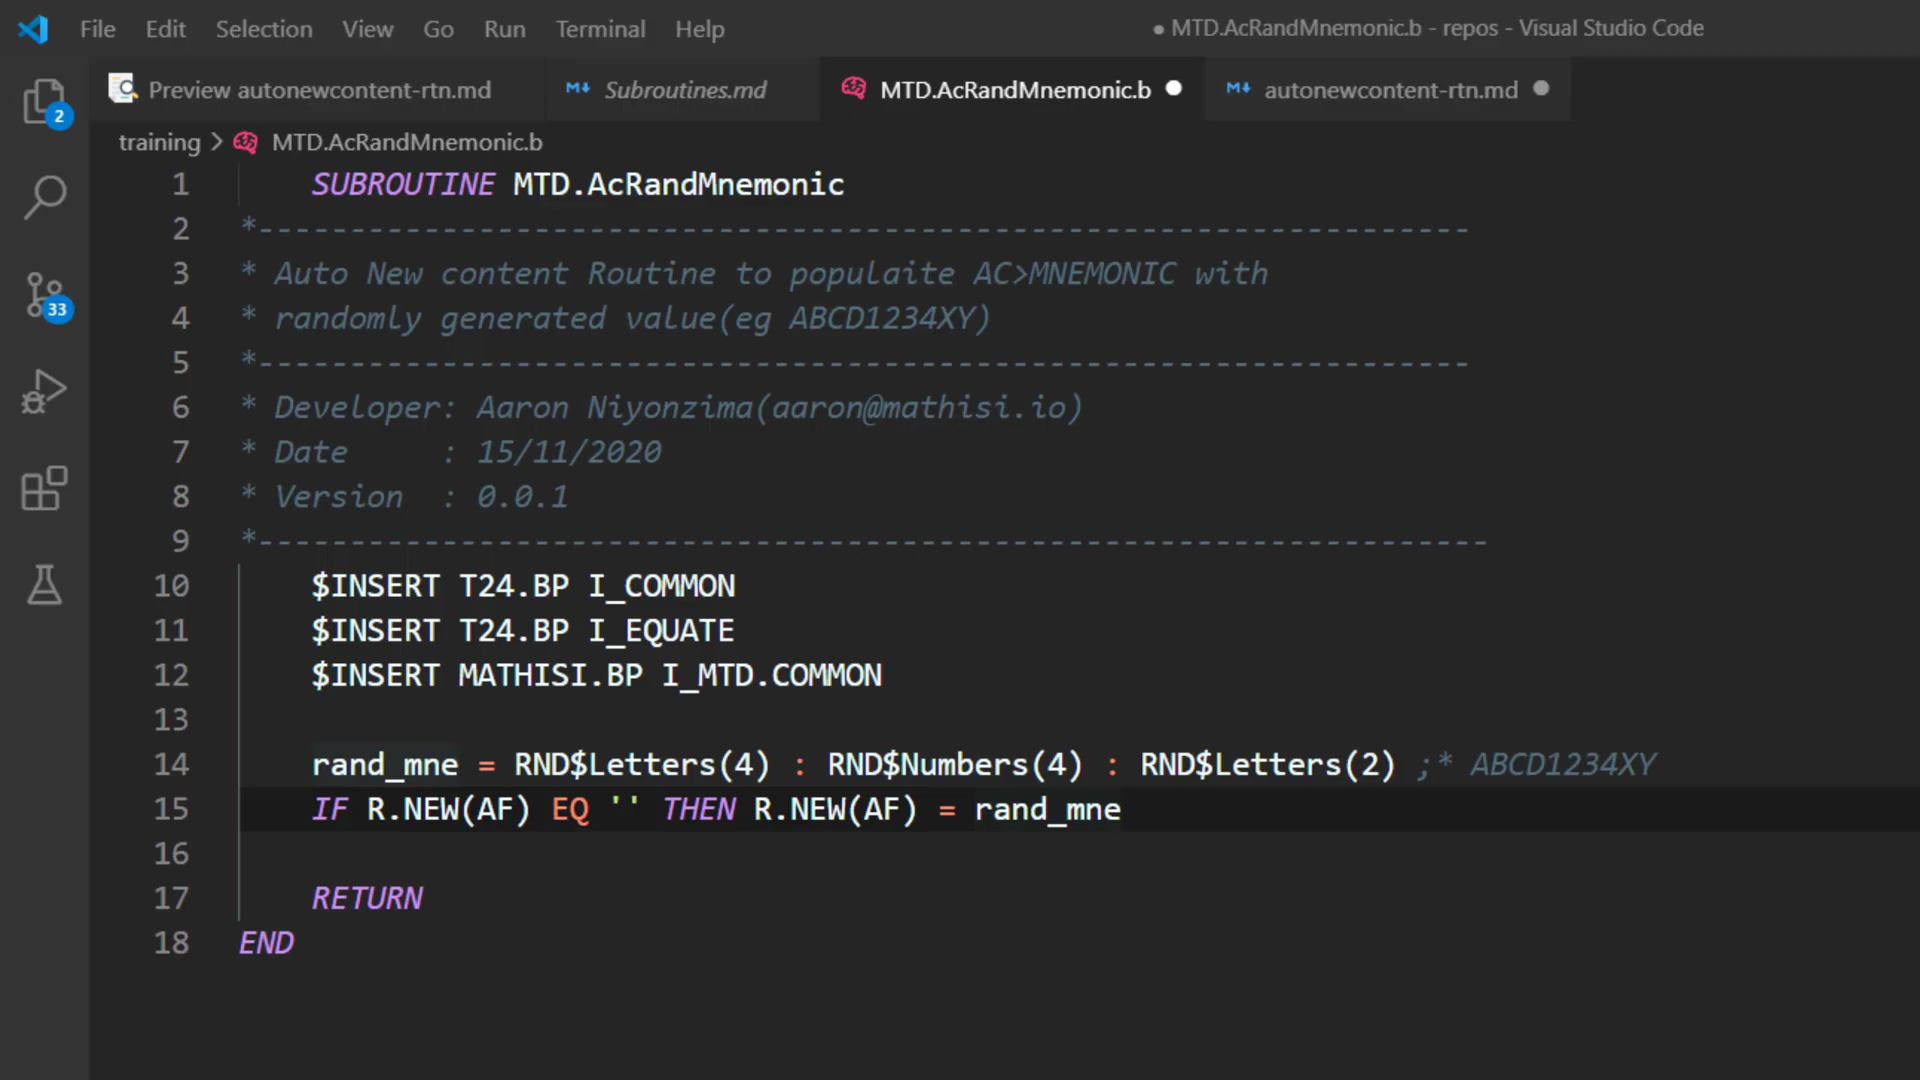 File Edit Selection View Go Run Terminal Help ● MTD.AcRandMnemonic.b - repos - Visual Studio Code
Preview autonewcontent-rtn.md Subroutines.md MTD.AcRandMnemonic.b autonewcontent-rtn.md
2
training > MTD.AcRandMnemonic.b
33
1 SUBROUTINE MTD.AcRandMnemonic
2 *------------------------------------------------------------------
3 * Auto New content Routine to populaite AC>MNEMONIC with
4 * randomly generated value(eg ABCD1234XY)
5 *------------------------------------------------------------------
6 * Developer: Aaron Niyonzima(aaron@mathisi.io)
7 * Date     : 15/11/2020
8 * Version  : 0.0.1
9 *-------------------------------------------------------------------
10 $INSERT T24.BP I_COMMON
11 $INSERT T24.BP I_EQUATE
12 $INSERT MATHISI.BP I_MTD.COMMON
13
14 rand_mne = RND$Letters(4) : RND$Numbers(4) : RND$Letters(2) ;* ABCD1234XY
15 IF R.NEW(AF) EQ '' THEN R.NEW(AF) = rand_mne
16
17 RETURN
18 END